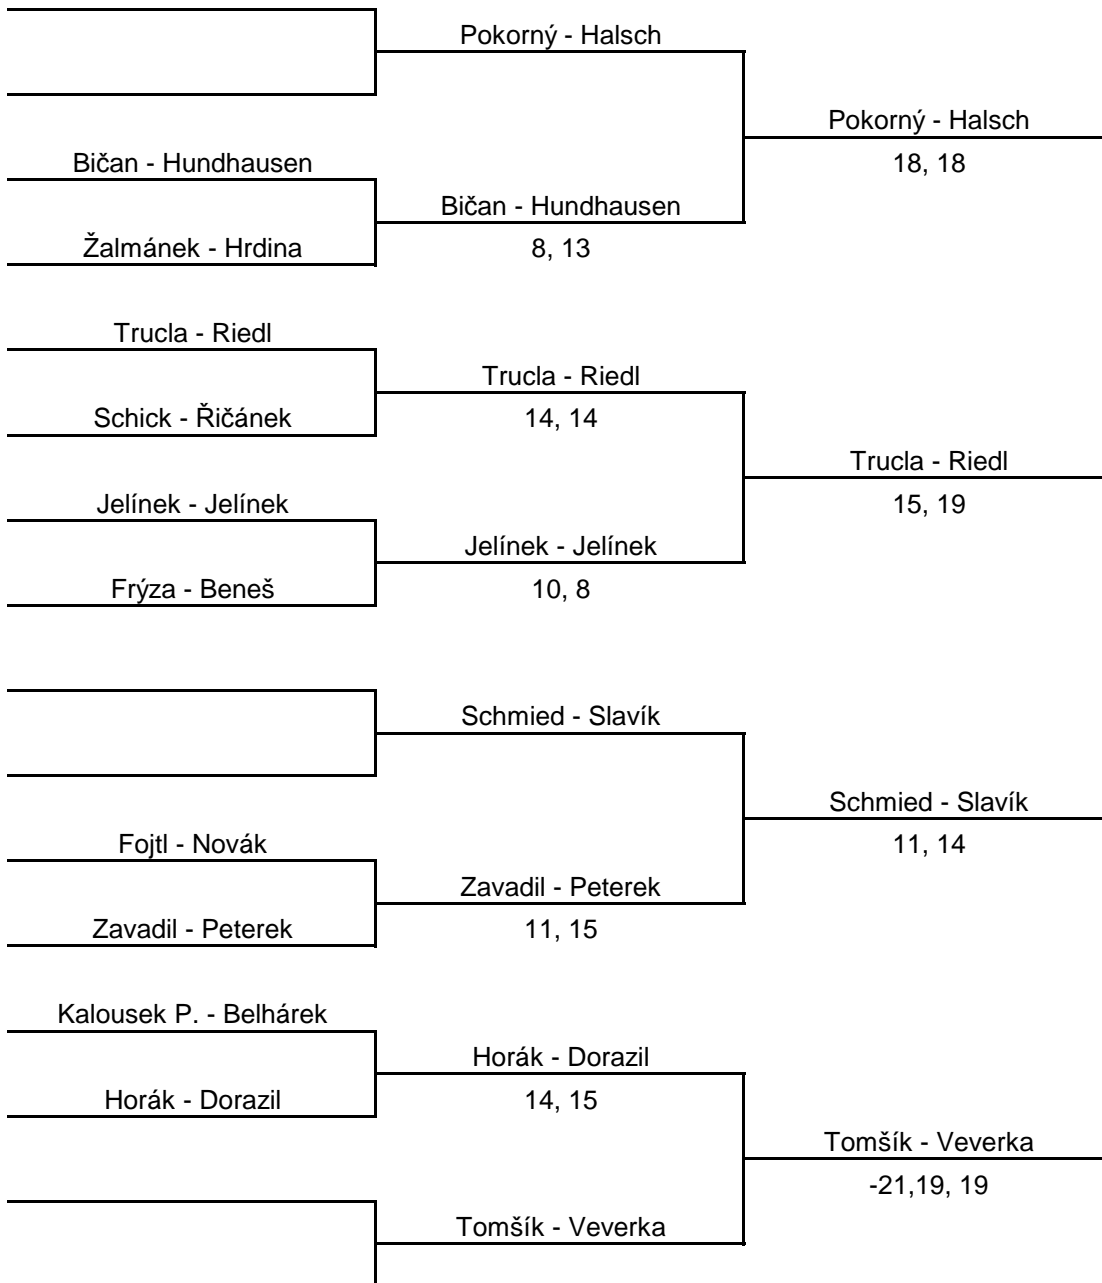 Pokorný - Halsch
Pokorný - Halsch
Bičan - Hundhausen
18, 18
Bičan - Hundhausen
Žalmánek - Hrdina
8, 13
Trucla - Riedl
Trucla - Riedl
Schick - Řičánek
14, 14
Trucla - Riedl
Jelínek - Jelínek
15, 19
Jelínek - Jelínek
Frýza - Beneš
10, 8
Schmied - Slavík
Schmied - Slavík
Fojtl - Novák
11, 14
Zavadil - Peterek
Zavadil - Peterek
11, 15
Kalousek P. - Belhárek
Horák - Dorazil
Horák - Dorazil
14, 15
Tomšík - Veverka
-21,19, 19
Tomšík - Veverka